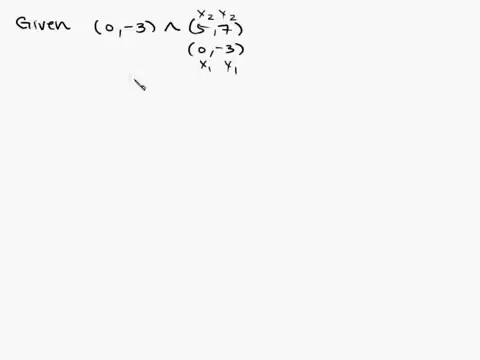 x₂ y₂
Given (0,-3) ^ (5,7)
(0,-3)
x₁ y₁